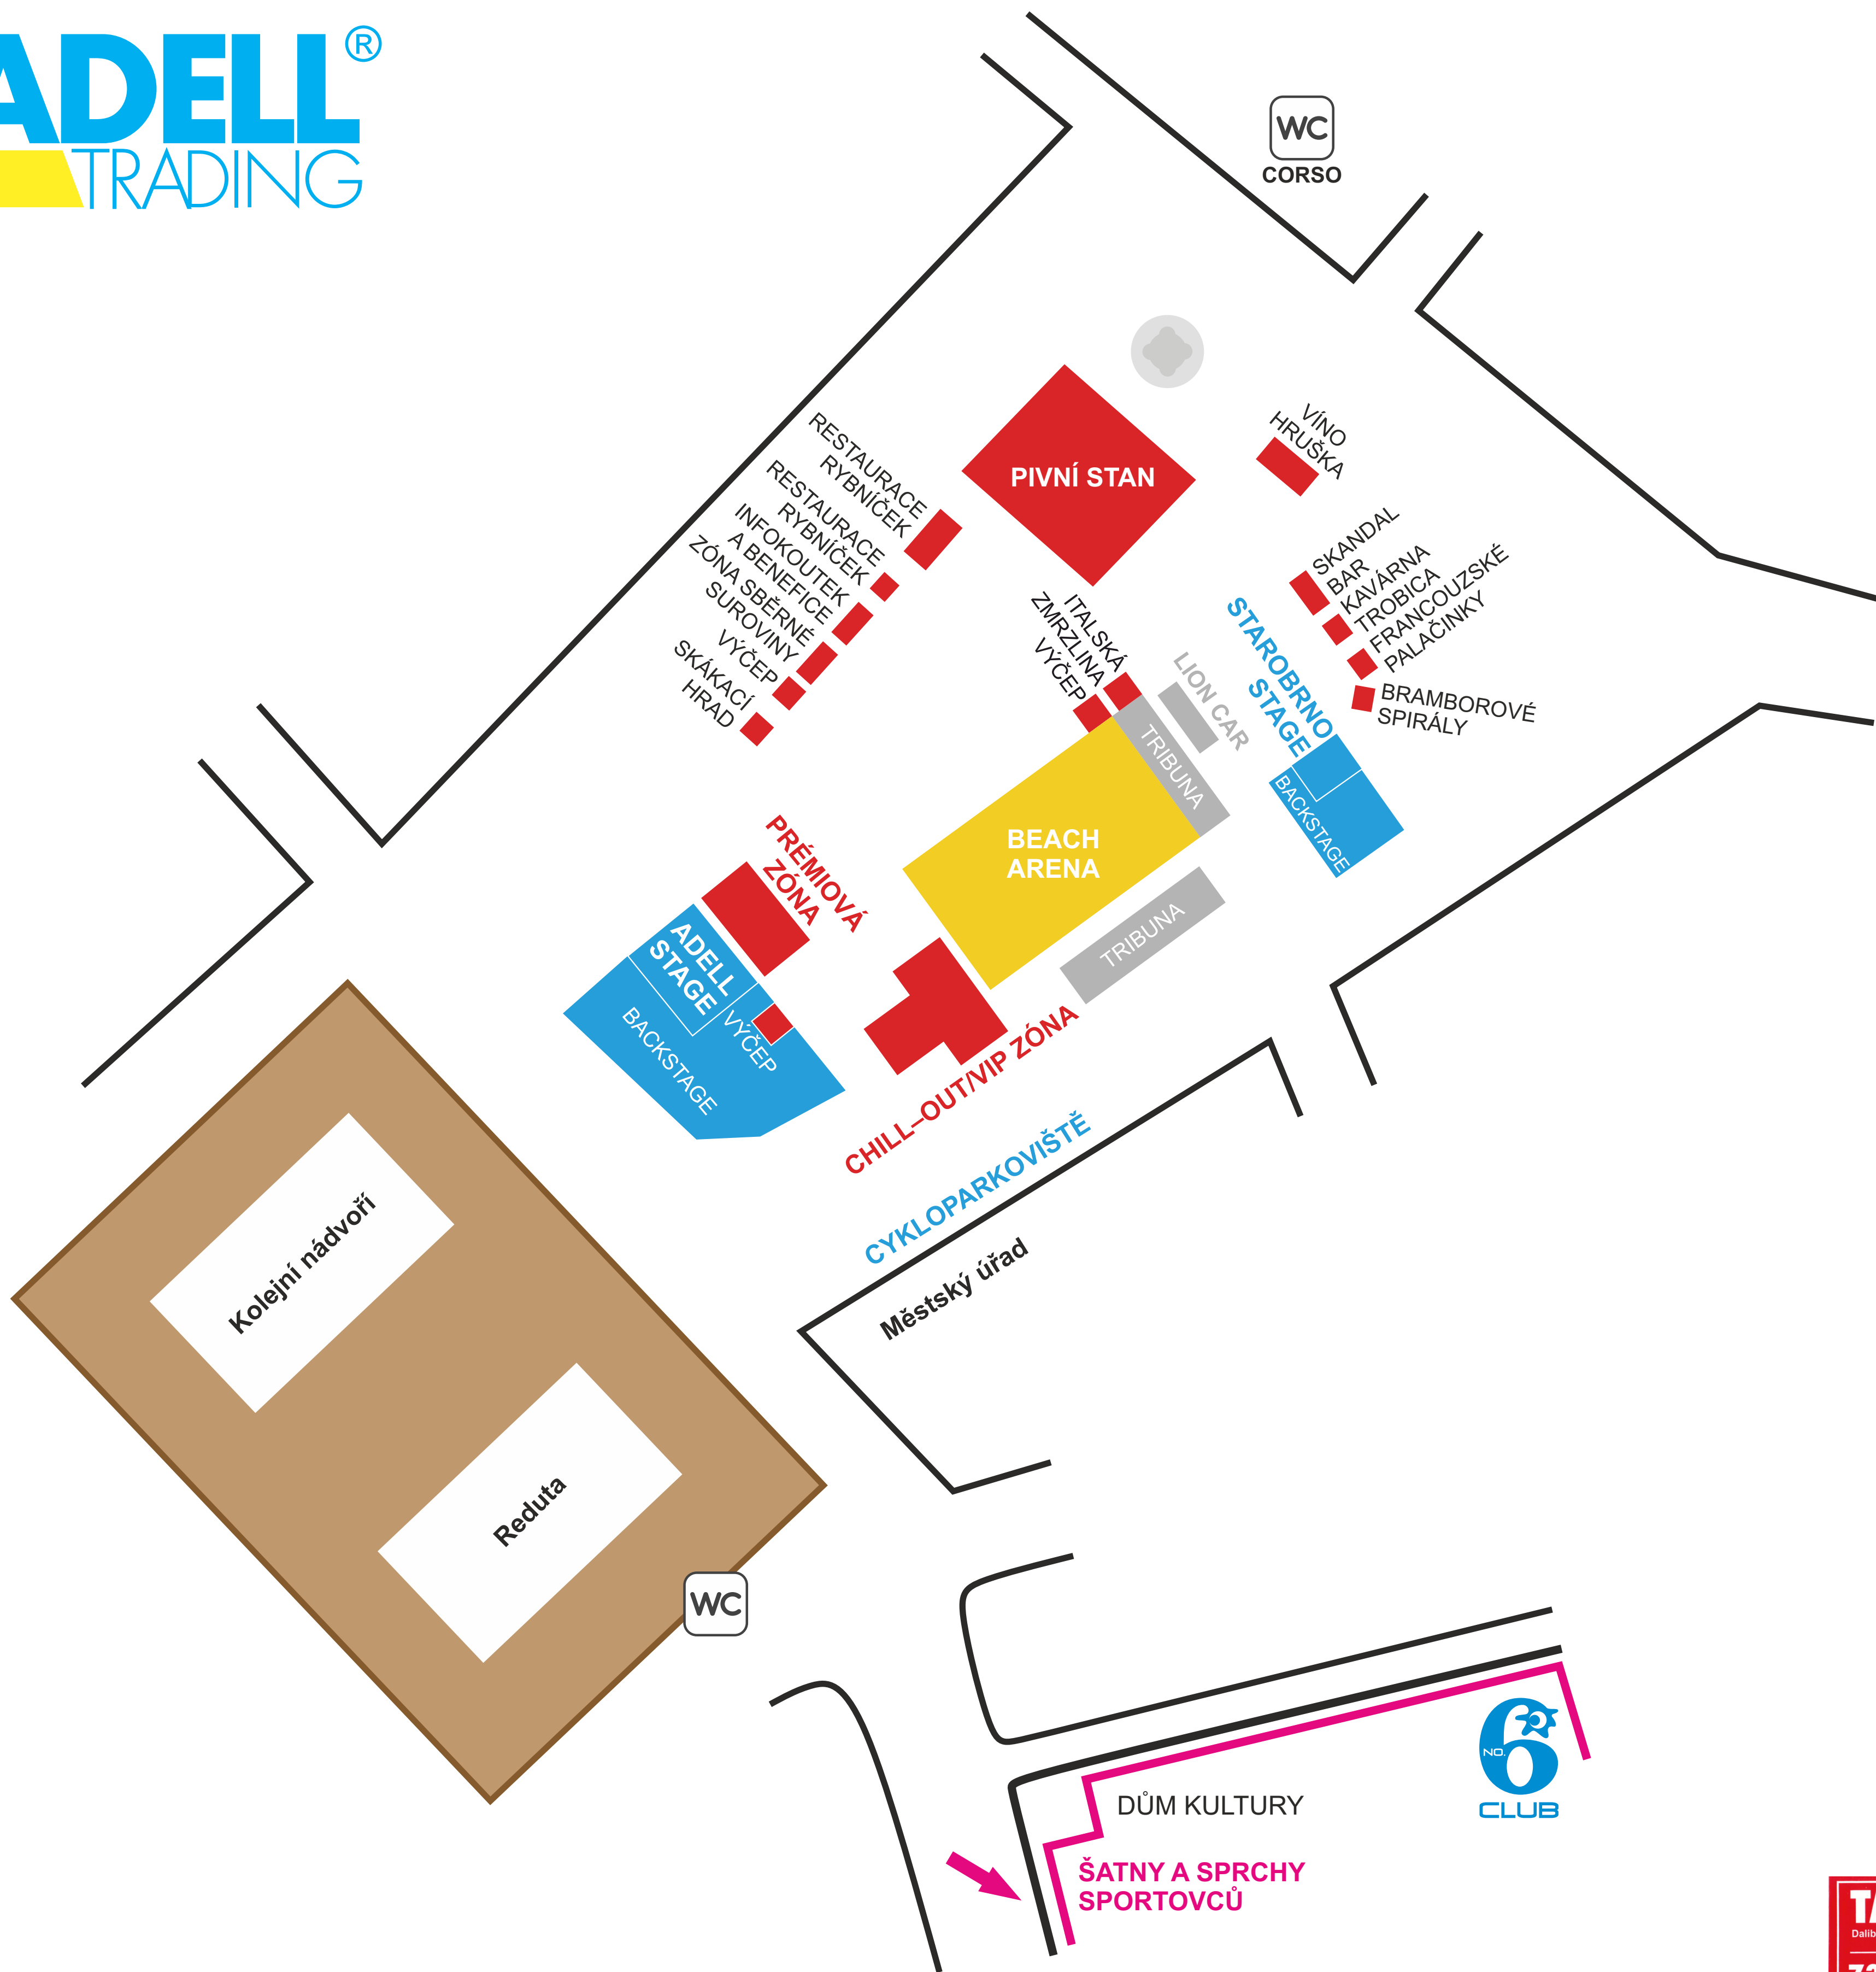 ADELL®
TRADING
WC
CORSO
PIVNÍ STAN
VÍNO
HRUŠKA
RESTAURACE
RYBNÍČEK
RESTAURACE
RYBNÍČEK
INFOKOUTEK
A BENEFICE
ZÓNA SBĚRNÉ
SUROVINY
VÝČEP
SKÁKACÍ
HRAD
SKANDAL
BAR
KAVÁRNA
TROBICA
FRANCOUZSKÉ
PALAČINKY
BRAMBOROVÉ
SPIRÁLY
ITALSKÁ
ZMRZLINA
VÝČEP
LION CAR
TRIBUNA
STAROBRNO
STAGE
BACKSTAGE
BEACH
ARENA
TRIBUNA
PRÉMIOVÁ
ZÓNA
ADELL
STAGE
VÝČEP
BACKSTAGE
CHILL–OUT/VIP ZÓNA
CYKLOPARKOVIŠTĚ
Městský úřad
Kolejní nádvoří
Reduta
WC
NO.
6
CLUB
DŮM KULTURY
ŠATNY A SPRCHY
SPORTOVCŮ
Dalib